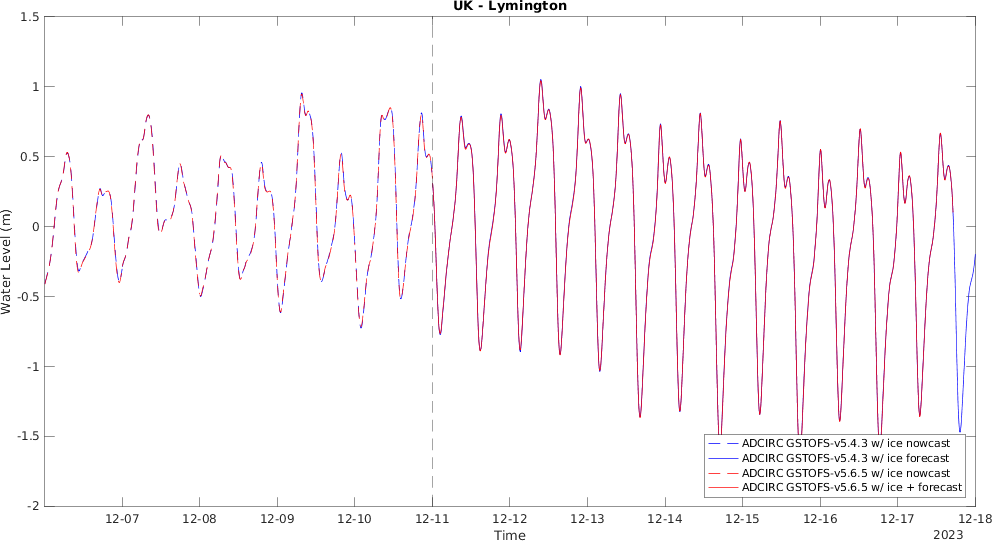 UK - Lymington
1.5
1
0.5
0
-0.5
-1
-1.5
-2
Water Level (m)
ADCIRC GSTOFS-v5.4.3 w/ ice nowcast
ADCIRC GSTOFS-v5.4.3 w/ ice forecast
ADCIRC GSTOFS-v5.6.5 w/ ice nowcast
ADCIRC GSTOFS-v5.6.5 w/ ice + forecast
12-07 12-08 12-09 12-10 12-11 12-12 12-13 12-14 12-15 12-16 12-17 12-18
Time
2023